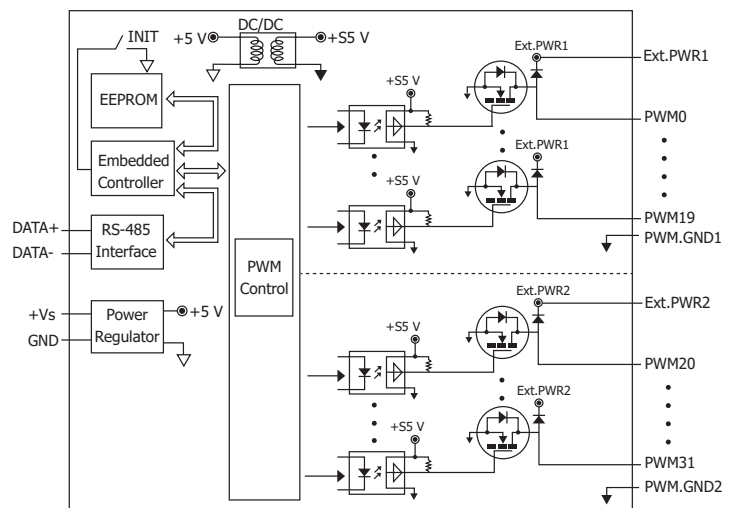 DC/DC
INIT
+5 V
+S5 V
EEPROM
Embedded
Controller
DATA+
DATA-
RS-485
Interface
+Vs
GND
Power
Regulator
+5 V
PWM
Control
+S5 V
Ext.PWR1
Ext.PWR1
PWM0
+S5 V
Ext.PWR1
PWM19
PWM.GND1
+S5 V
Ext.PWR2
Ext.PWR2
PWM20
+S5 V
Ext.PWR2
PWM31
PWM.GND2